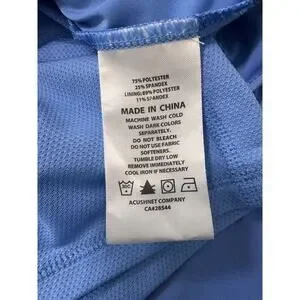 75% POLYESTER
25% SPANDEX
LINING: 89% POLYESTER
11% SPANDEX
MADE IN CHINA
MACHINE WASH COLD
WASH DARK COLORS
SEPARATELY.
DO NOT BLEACH
DO NOT USE FABRIC
SOFTENERS.
TUMBLE DRY LOW
REMOVE IMMEDIATELY
COOL IRON IF NECESSARY
ACUSHNET COMPANY
CA#28544